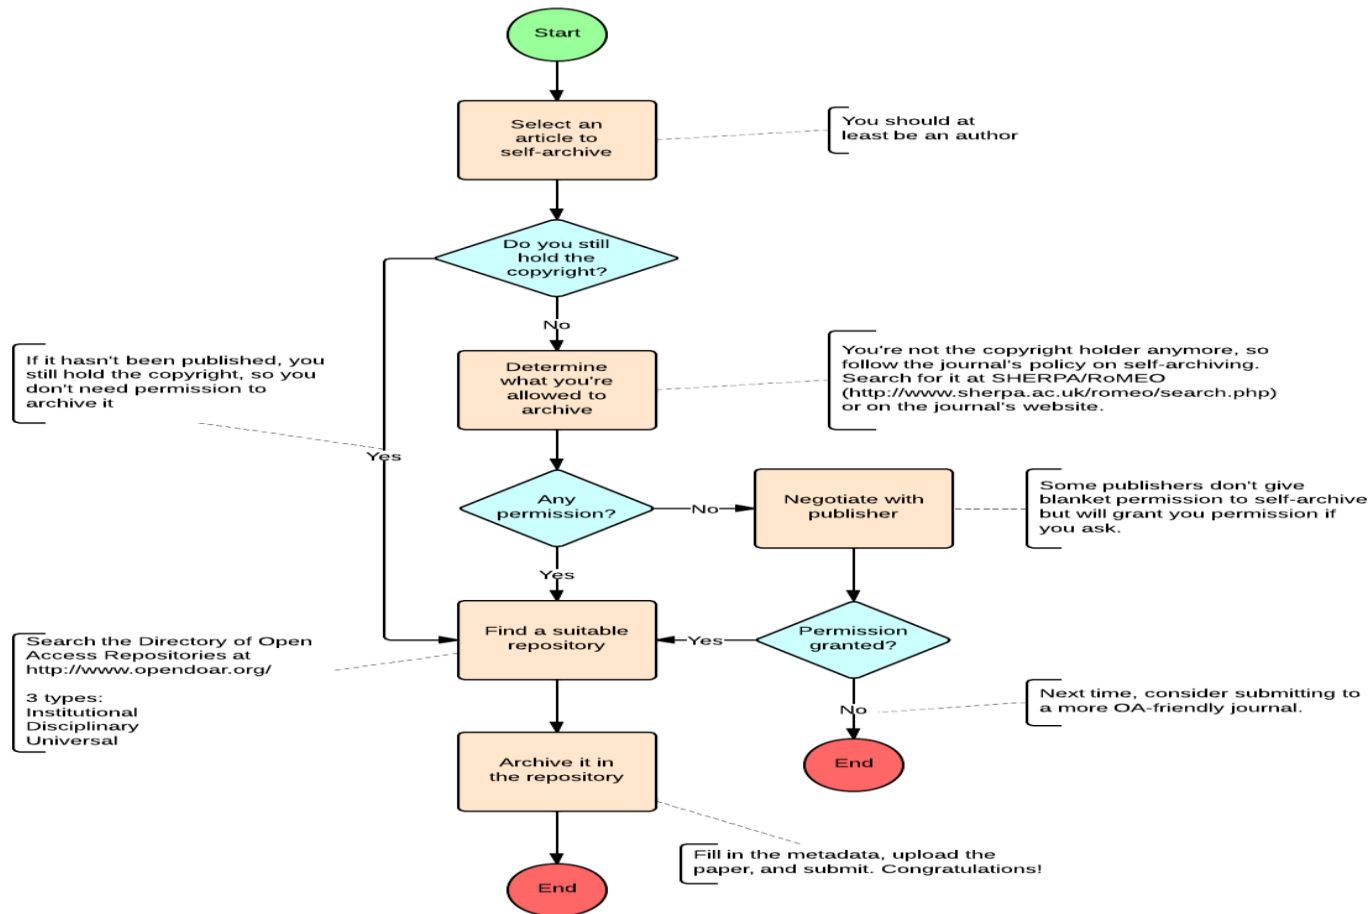 Start
Select an
article to
self-archive
You should at
least be an author
Do you still
hold the
copyright?
No
If it hasn't been published, you
still hold the copyright, so you
don't need permission to
archive it
Yes
Determine
what you're
allowed to
archive
You're not the copyright holder anymore, so
follow the journal's policy on self-archiving.
Search for it at SHERPA/RoMEO
(http://www.sherpa.ac.uk/romeo/search.php)
or on the journal's website.
Any
permission?
No
Negotiate with
publisher
Some publishers don't give
blanket permission to self-archive
but will grant you permission if
you ask.
Yes
Find a suitable
repository
Yes
Permission
granted?
Search the Directory of Open
Access Repositories at
http://www.opendoar.org/
3 types:
Institutional
Disciplinary
Universal
No
Next time, consider submitting to
a more OA-friendly journal.
End
Archive it in
the repository
Fill in the metadata, upload the
paper, and submit. Congratulations!
End